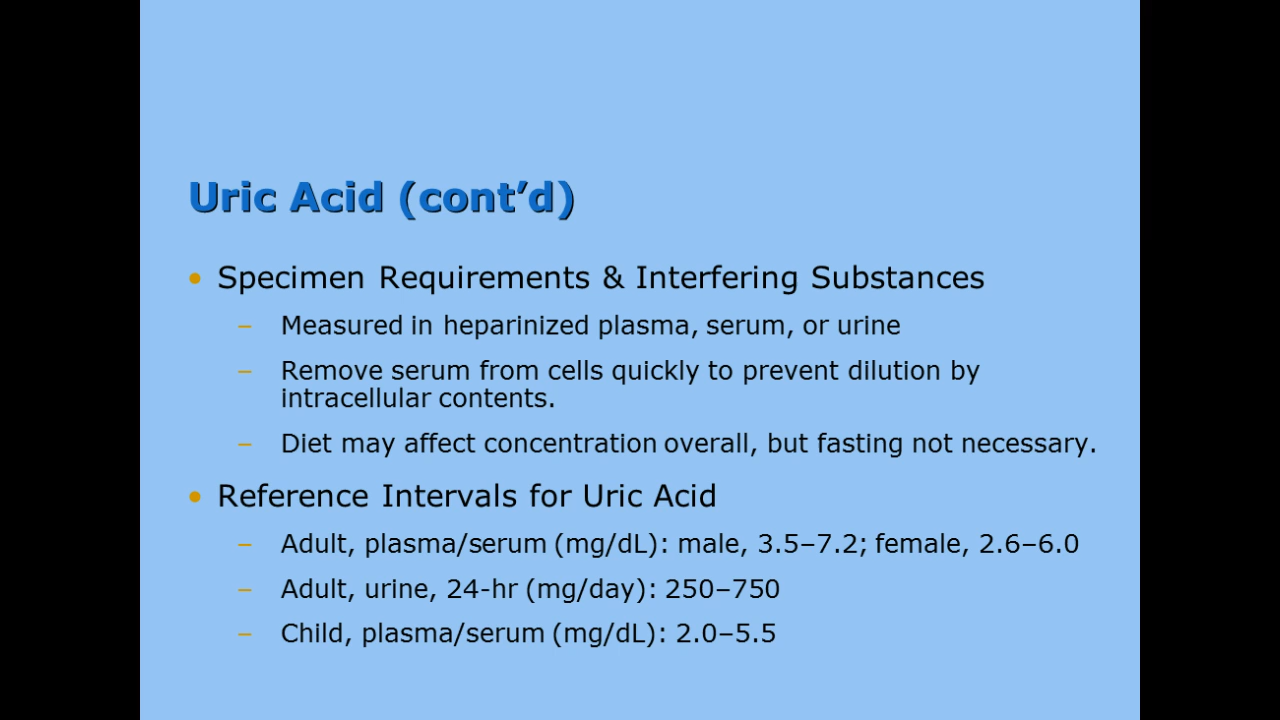 Uric Acid (cont’d)
• Specimen Requirements & Interfering Substances
– Measured in heparinized plasma, serum, or urine
– Remove serum from cells quickly to prevent dilution by
intracellular contents.
– Diet may affect concentration overall, but fasting not necessary.
• Reference Intervals for Uric Acid
– Adult, plasma/serum (mg/dL): male, 3.5–7.2; female, 2.6–6.0
– Adult, urine, 24-hr (mg/day): 250–750
– Child, plasma/serum (mg/dL): 2.0–5.5